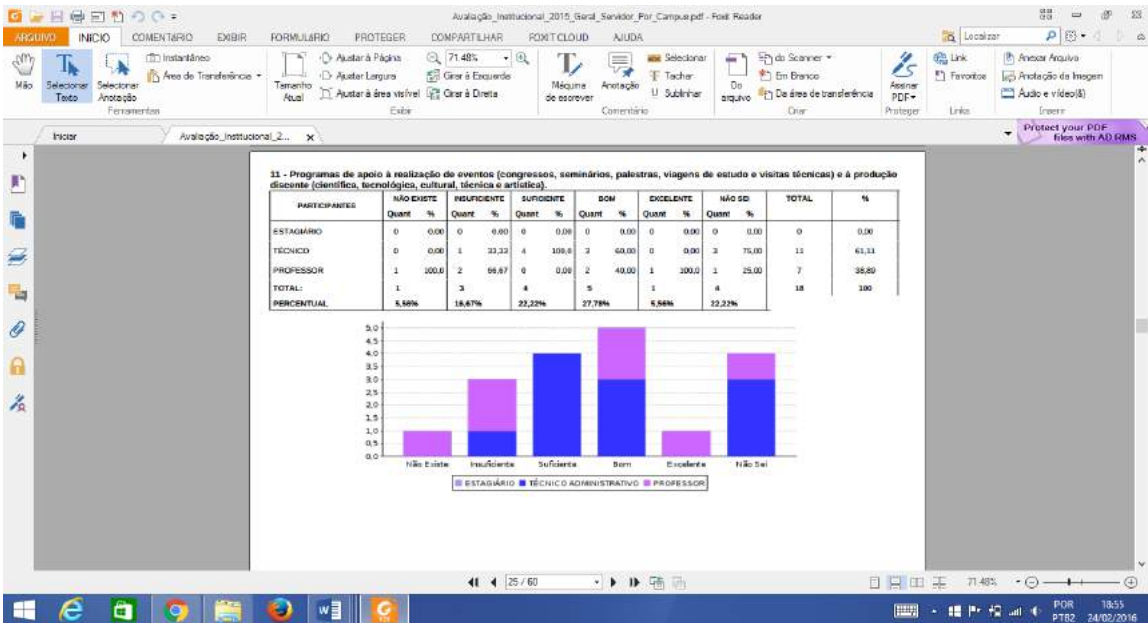 Avaliação_Institucional_2015_Geral_Servidor_Por_Campus.pdf - Foxit Reader
ARQUIVO INÍCIO COMENTÁRIO EXIBIR FORMULÁRIO PROTEGER COMPARTILHAR FOXIT CLOUD AJUDA Localizar
Mão
Selecionar Texto
Selecionar Anotação
Instantâneo
Área de Transferência
Ferramentas
Tamanho Atual
Ajustar à Página
Ajustar Largura
Ajustar à área visível
71.48%
Girar à Esquerda
Girar à Direita
Exibir
Máquina de escrever
Anotação
Selecionar
Tachar
Sublinhar
Comentário
Do arquivo
do Scanner
Em Branco
Da área de transferência
Criar
Assinar PDF
Proteger
Link
Favoritos
Links
Anexar Arquivo
Anotação de Imagem
Áudio e vídeo(&)
Inserir
Iniciar
Avaliação_Institucional_2...
Protect your PDF
files with AD RMS
11 - Programas de apoio à realização de eventos (congressos, seminários, palestras, viagens de estudo e visitas técnicas) e à produção
discente (científica, tecnológica, cultural, técnica e artística).
PARTICIPANTES NÃO EXISTE INSUFICIENTE SUFICIENTE BOM EXCELENTE NÃO SEI TOTAL %
Quant % Quant % Quant % Quant % Quant % Quant %
ESTAGIÁRIO 0 0,00 0 0,00 0 0,00 0 0,00 0 0,00 0 0,00 0 0,00
TÉCNICO 0 0,00 1 33,33 4 100,0 3 60,00 0 0,00 3 75,00 11 61,11
PROFESSOR 1 100,0 2 66,67 0 0,00 2 40,00 1 100,0 1 25,00 7 38,89
TOTAL: 1 3 4 5 1 4 18 100
PERCENTUAL 5,56% 16,67% 22,22% 27,78% 5,56% 22,22%
5,0
4,5
4,0
3,5
3,0
2,5
2,0
1,5
1,0
0,5
0,0
Não Existe Insuficiente Suficiente Bom Excelente Não Sei
ESTAGIÁRIO TÉCNICO ADMINISTRATIVO PROFESSOR
25 / 60
71.48%
POR 18:55
PTB2 24/02/2016